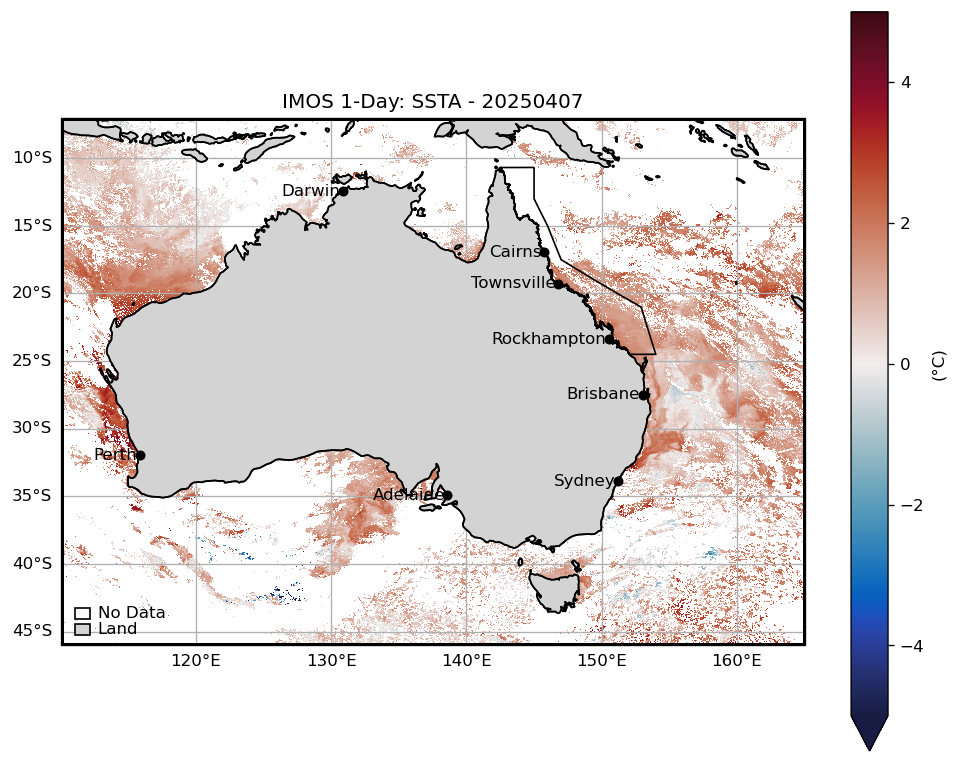 IMOS 1-Day: SSTA - 20250407
10°S
15°S
20°S
25°S
30°S
35°S
40°S
45°S
Darwin
Cairns
Townsville
Rockhampton
Brisbane
Perth
Sydney
Adelaide
No Data
Land
120°E 130°E 140°E 150°E 160°E
4
2
0
−2
−4
(°C)